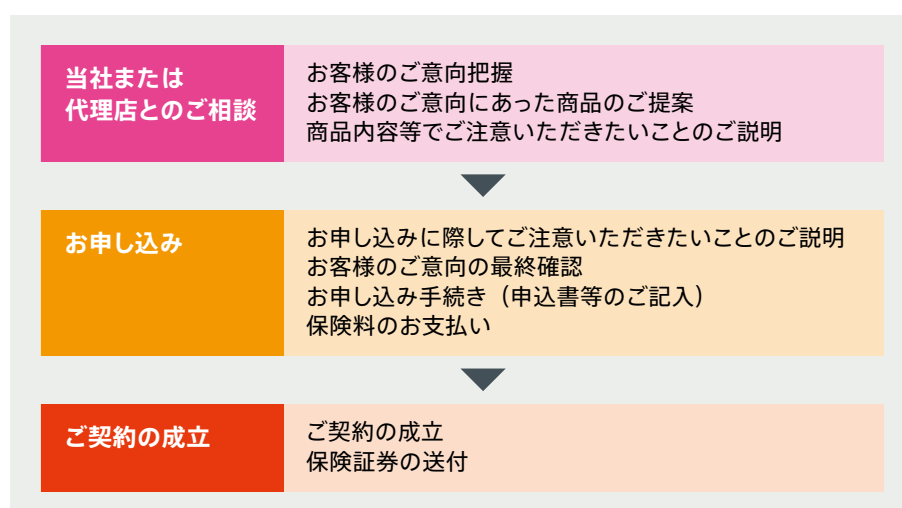 当社または
代理店とのご相談
お客様のご意向把握
お客様のご意向にあった商品のご提案
商品内容等でご注意いただきたいことのご説明
お申し込み
お申し込みに際してご注意いただきたいことのご説明
お客様のご意向の最終確認
お申し込み手続き（申込書等のご記入）
保険料のお支払い
ご契約の成立
ご契約の成立
保険証券の送付